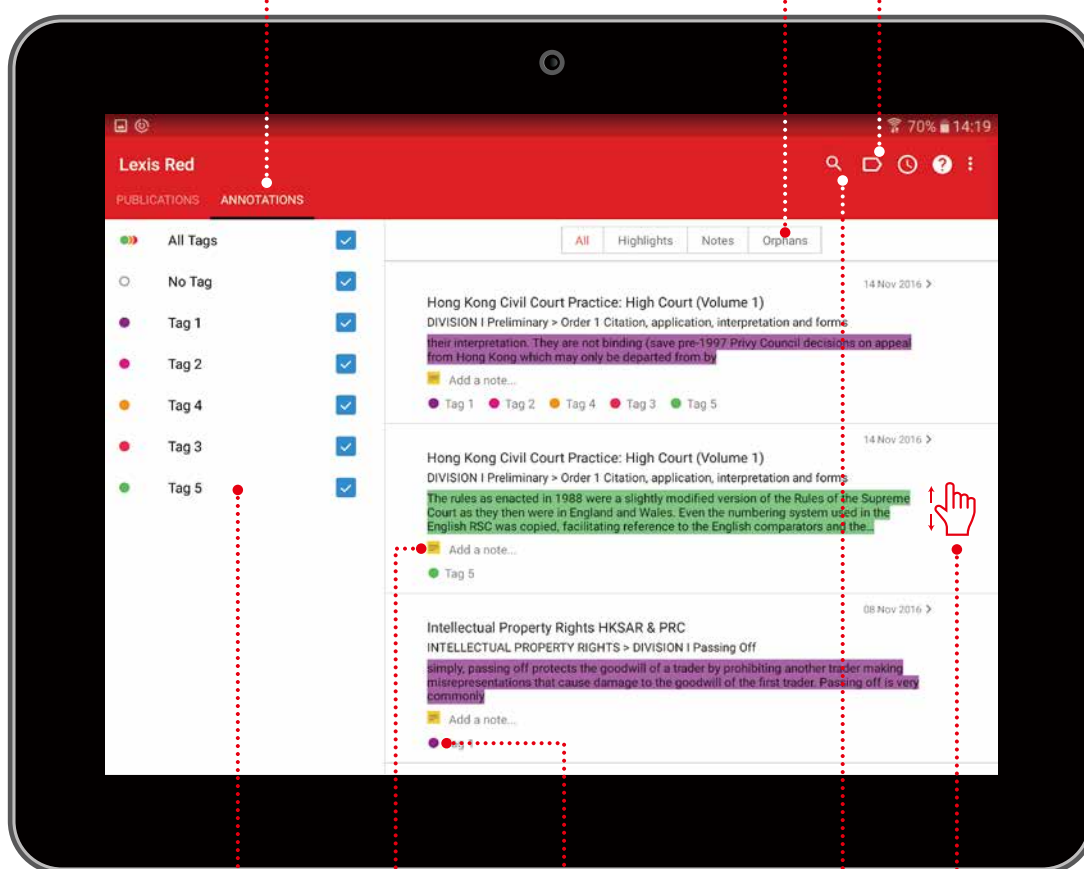 70% 14:19
Lexis Red
PUBLICATIONS ANNOTATIONS
All Tags
No Tag
Tag 1
Tag 2
Tag 4
Tag 3
Tag 5
All Highlights Notes Orphans
14 Nov 2016
Hong Kong Civil Court Practice: High Court (Volume 1)
DIVISION I Preliminary > Order 1 Citation, application, interpretation and forms
their interpretation. They are not binding (save pre-1997 Privy Council decisions on appeal
from Hong Kong which may only be departed from by
Add a note...
Tag 1 Tag 2 Tag 4 Tag 3 Tag 5
14 Nov 2016
Hong Kong Civil Court Practice: High Court (Volume 1)
DIVISION I Preliminary > Order 1 Citation, application, interpretation and forms
The rules as enacted in 1988 were a slightly modified version of the Rules of the Supreme
Court as they then were in England and Wales. Even the numbering system used in the
English RSC was copied, facilitating reference to the English comparators and the...
Add a note...
Tag 5
08 Nov 2016
Intellectual Property Rights HKSAR & PRC
INTELLECTUAL PROPERTY RIGHTS > DIVISION I Passing Off
simply, passing off protects the goodwill of a trader by prohibiting another trader making
misrepresentations that cause damage to the goodwill of the first trader. Passing off is very
commonly
Add a note...